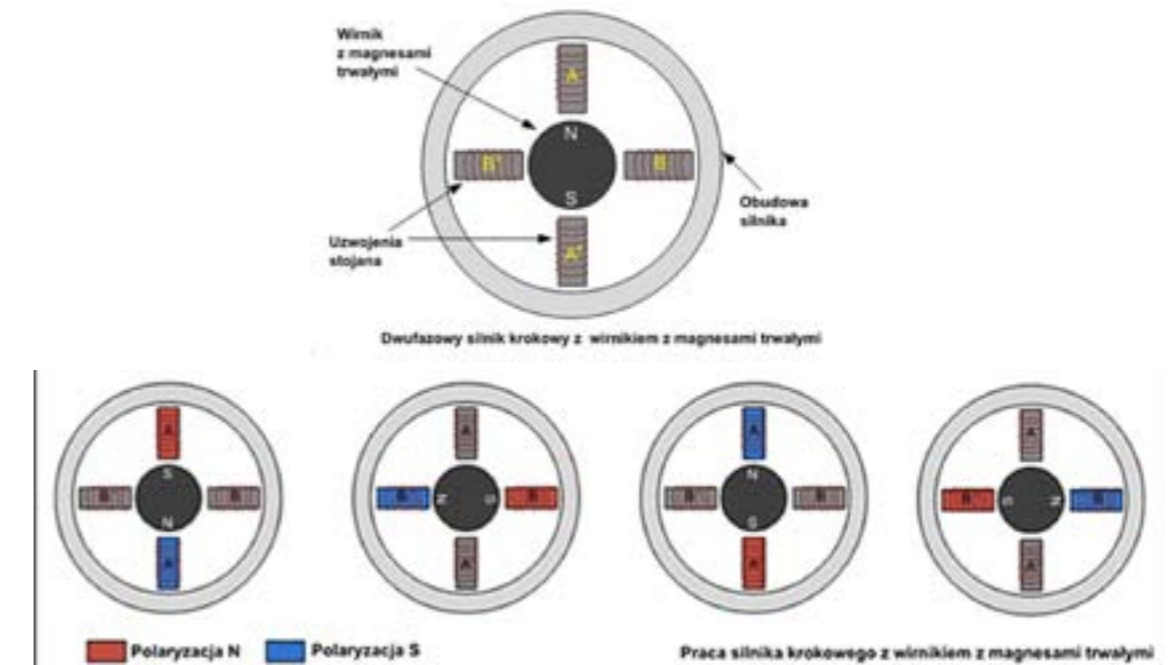 Wirnik
z magnesami
trwałymi
A
N
B'
B
S
A'
Uzwojenia
stojana
Obudowa
silnika
Dwufazowy silnik krokowy z wirnikiem z magnesami trwałymi
A
S
B
B
N
A
A
B
N
S
B
A
A
N
B
B
S
A
A
B
S
N
B
A
Polaryzacja N
Polaryzacja S
Praca silnika krokowego z wirnikiem z magnesami trwałymi